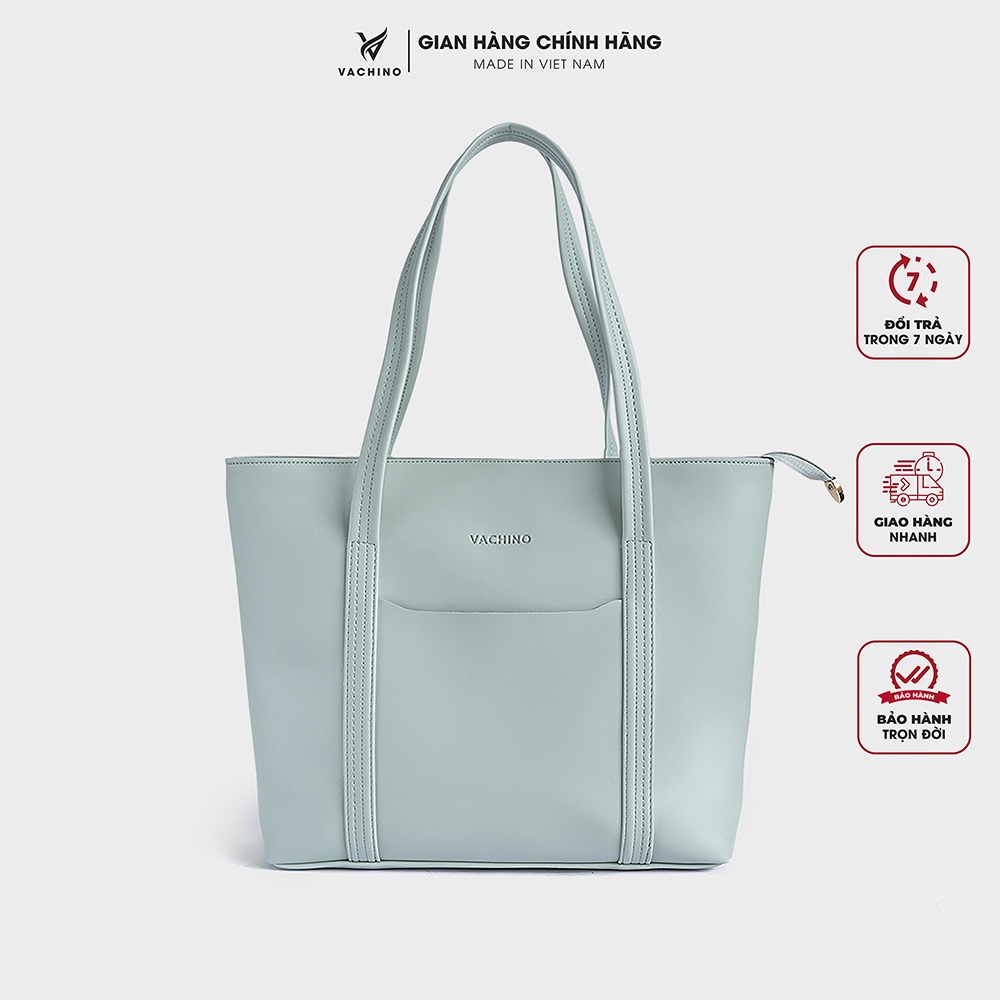 VACHINO
GIAN HÀNG CHÍNH HÃNG
MADE IN VIET NAM
7
ĐỔI TRẢ
TRONG 7 NGÀY
VACHINO
GIAO HÀNG
NHANH
BẢO HÀNH
BẢO HÀNH
TRỌN ĐỜI